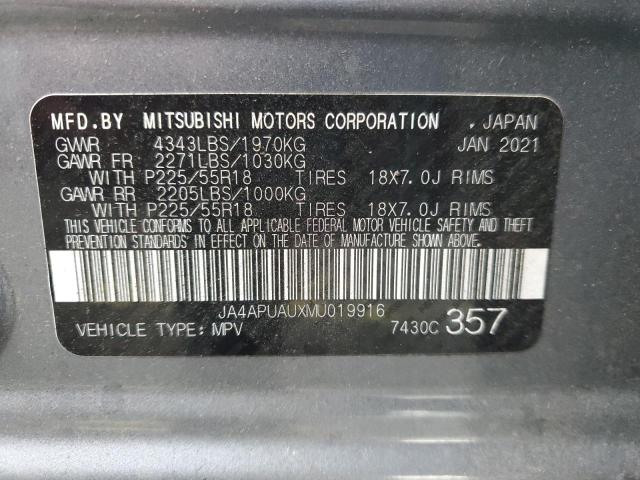 MFD.BY MITSUBISHI MOTORS CORPORATION . JAPAN
GVWR 4343LBS/1970KG JAN 2021
GAWR FR 2271LBS/1030KG
WITH P225/55R18 TIRES 18X7.0J RIMS
GAWR RR 2205LBS/1000KG
WITH P225/55R18 TIRES 18X7.0J RIMS
THIS VEHICLE CONFORMS TO ALL APPLICABLE FEDERAL MOTOR VEHICLE SAFETY AND THEFT
PREVENTION STANDARDS IN EFFECT ON THE DATE OF MANUFACTURE SHOWN ABOVE.
JA4APUAUXMU019916
VEHICLE TYPE: MPV 7430C 357